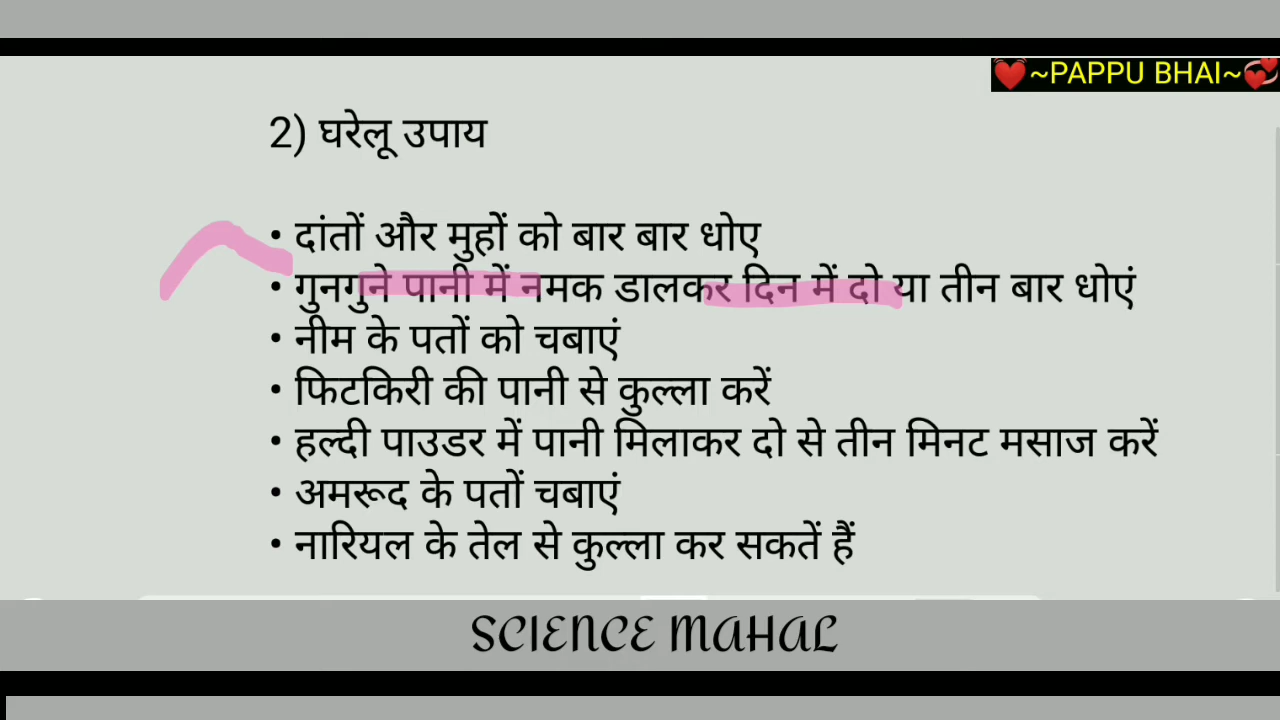 ❤️~PAPPU BHAI~💞
2) घरेलू उपाय
• दांतों और मुहों को बार बार धोए
• गुनगुने पानी में नमक डालकर दिन में दो या तीन बार धोएं
• नीम के पतों को चबाएं
• फिटकिरी की पानी से कुल्ला करें
• हल्दी पाउडर में पानी मिलाकर दो से तीन मिनट मसाज करें
• अमरूद के पतों चबाएं
• नारियल के तेल से कुल्ला कर सकतें हैं
SCIENCE MAHAL